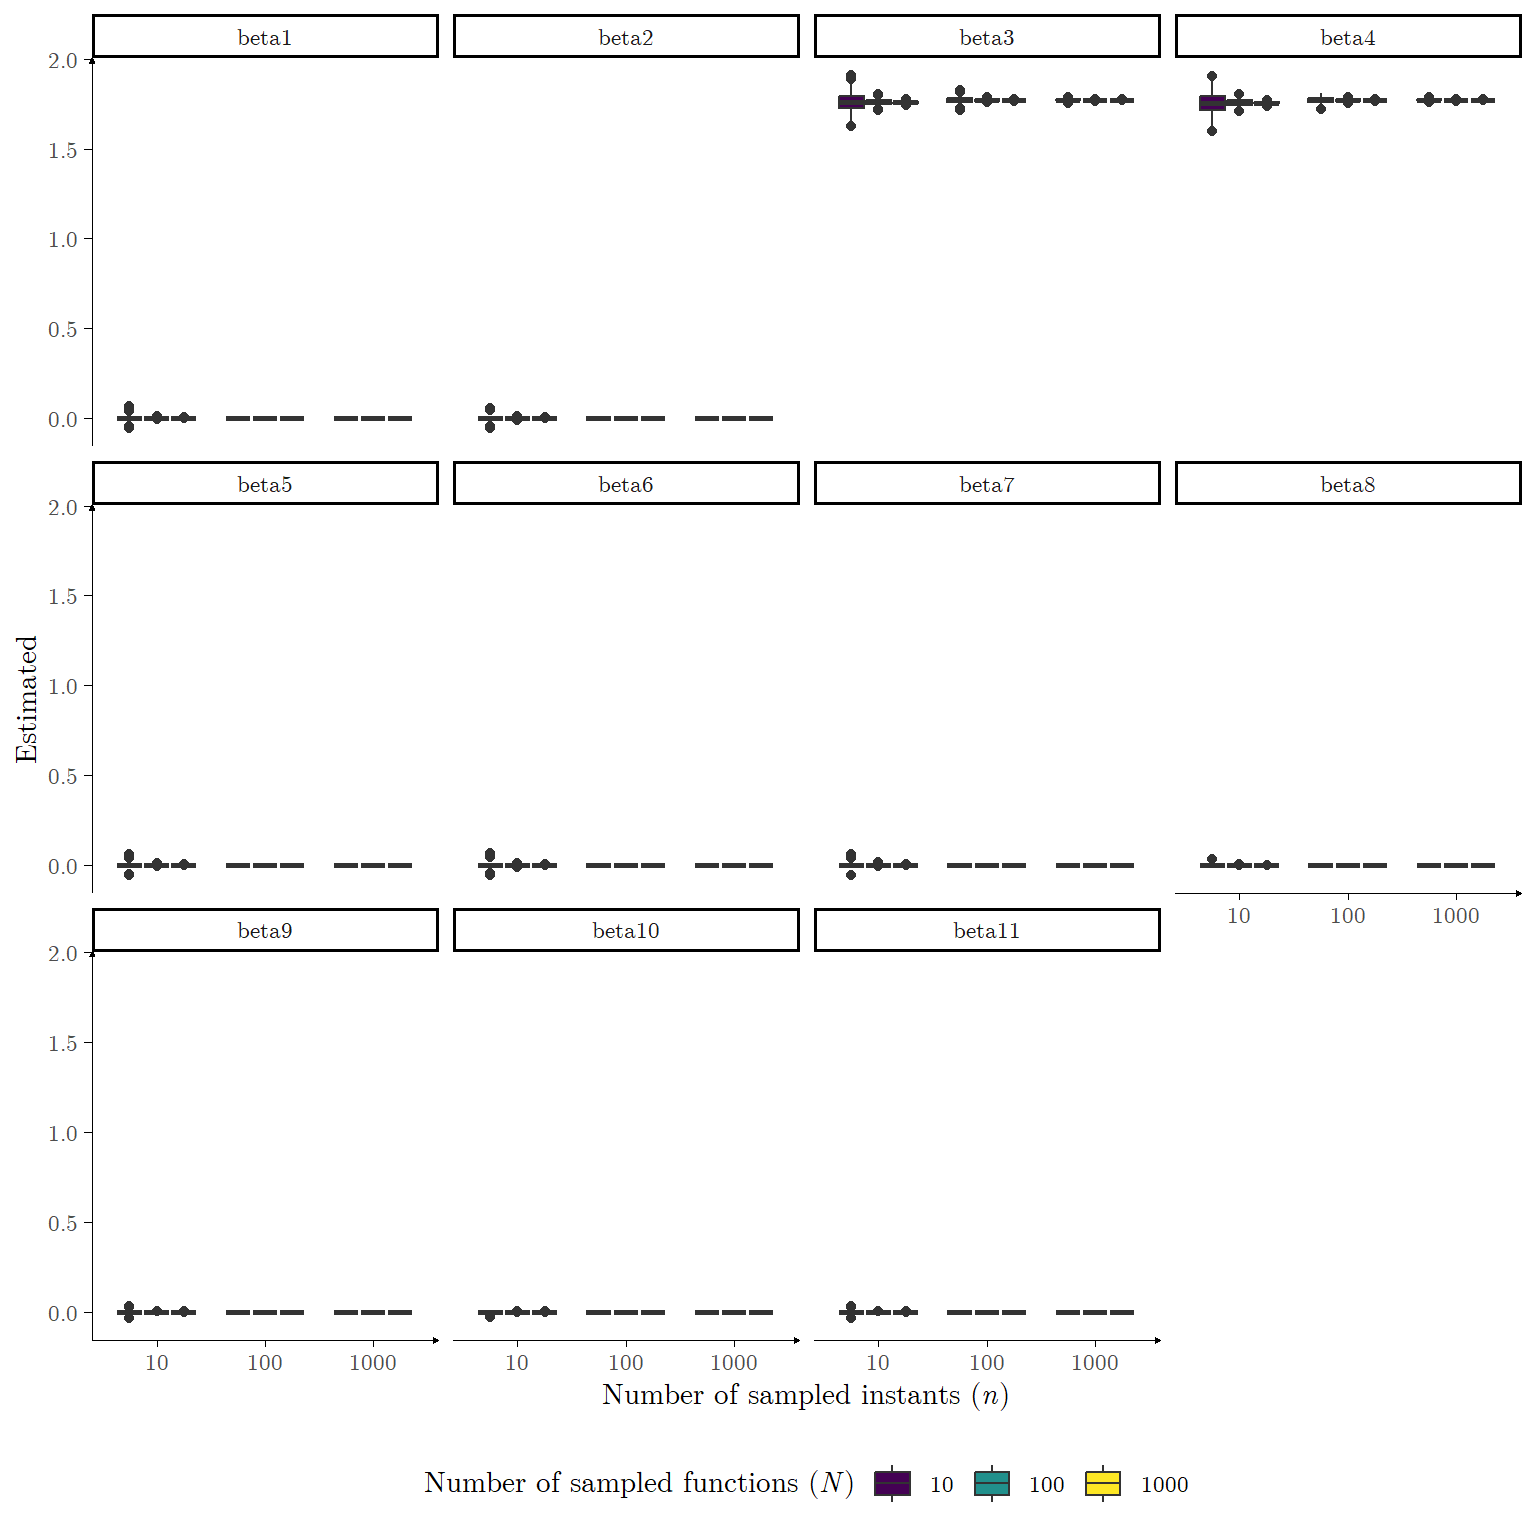 beta1 beta2 beta3 beta4
2.0
1.5
1.0
0.5
0.0
beta5 beta6 beta7 beta8
2.0
1.5
1.0
0.5
0.0
10 100 1000
Estimated
beta9 beta10 beta11
2.0
1.5
1.0
0.5
0.0
10 100 1000 10 100 1000 10 100 1000
Number of sampled instants (n)
Number of sampled functions (N) 10 100 1000